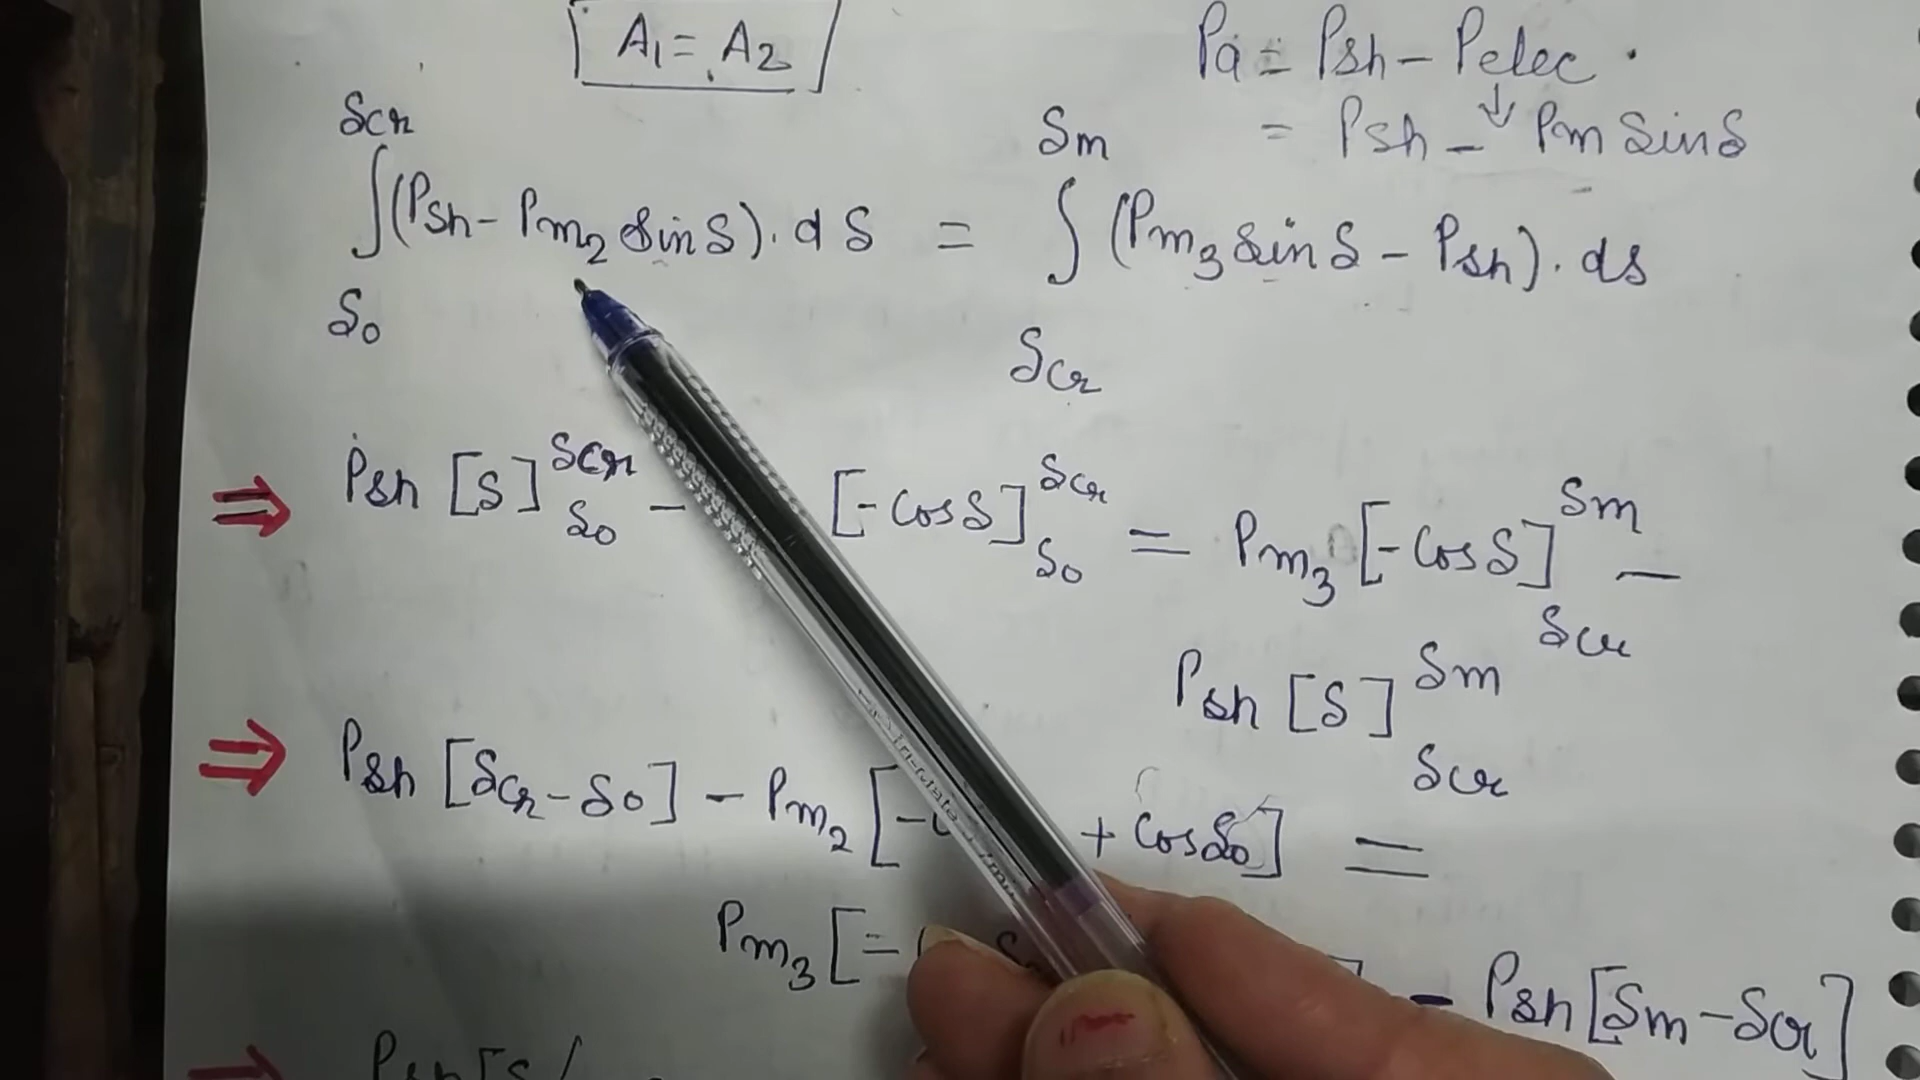 A₁ = A₂
Pa = Psh - Pelec .
↓
= Psh - Pm sinδ
δcr δm
∫(Psh - Pm₂ sinδ). dδ = ∫ (Pm₃ sinδ - Psh). dδ
δ₀ δcr
⇒ Psh [δ]δcr δ₀ - [-cosδ]δcr δ₀ = Pm₃ [-cosδ]δm δcr -
Psh [δ]δm δcr
⇒ Psh [δcr - δ₀] - Pm₂ [- + cosδ₀] =
Pm₃ [- - Psh [δm - δcr]
⇒ Psh [δ